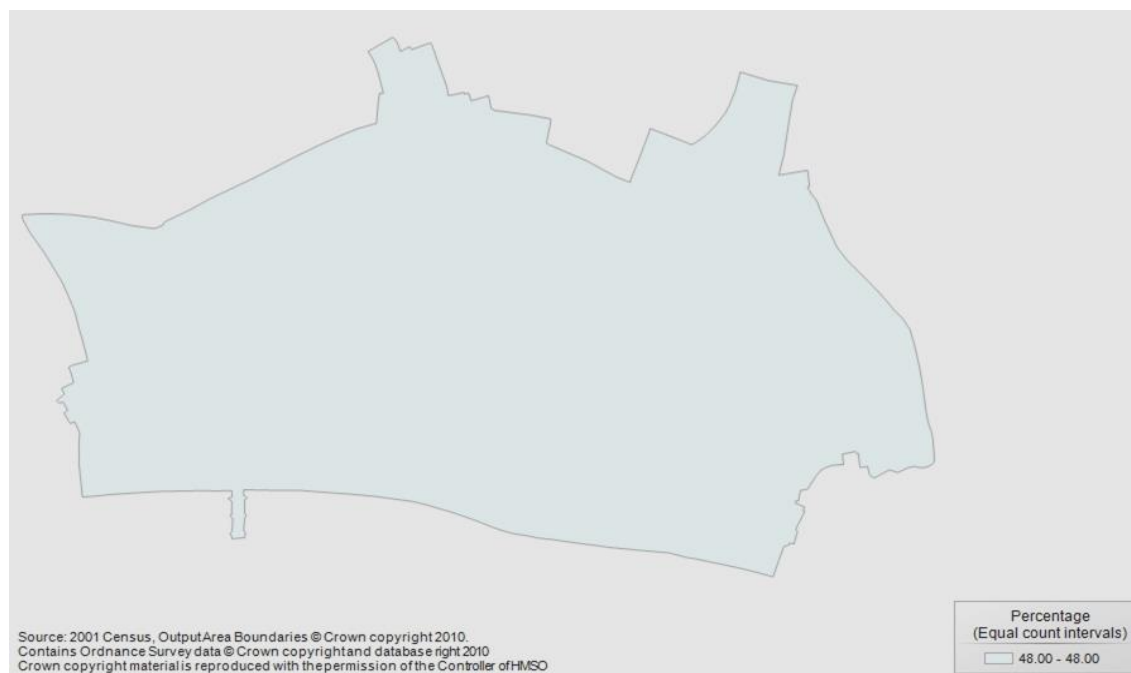 Source: 2001 Census, Output Area Boundaries © Crown copyright 2010.
Contains Ordnance Survey data © Crown copyright and database right 2010
Crown copyright material is reproduced with the permission of the Controller of HMSO
Percentage
(Equal count intervals)
48.00 - 48.00